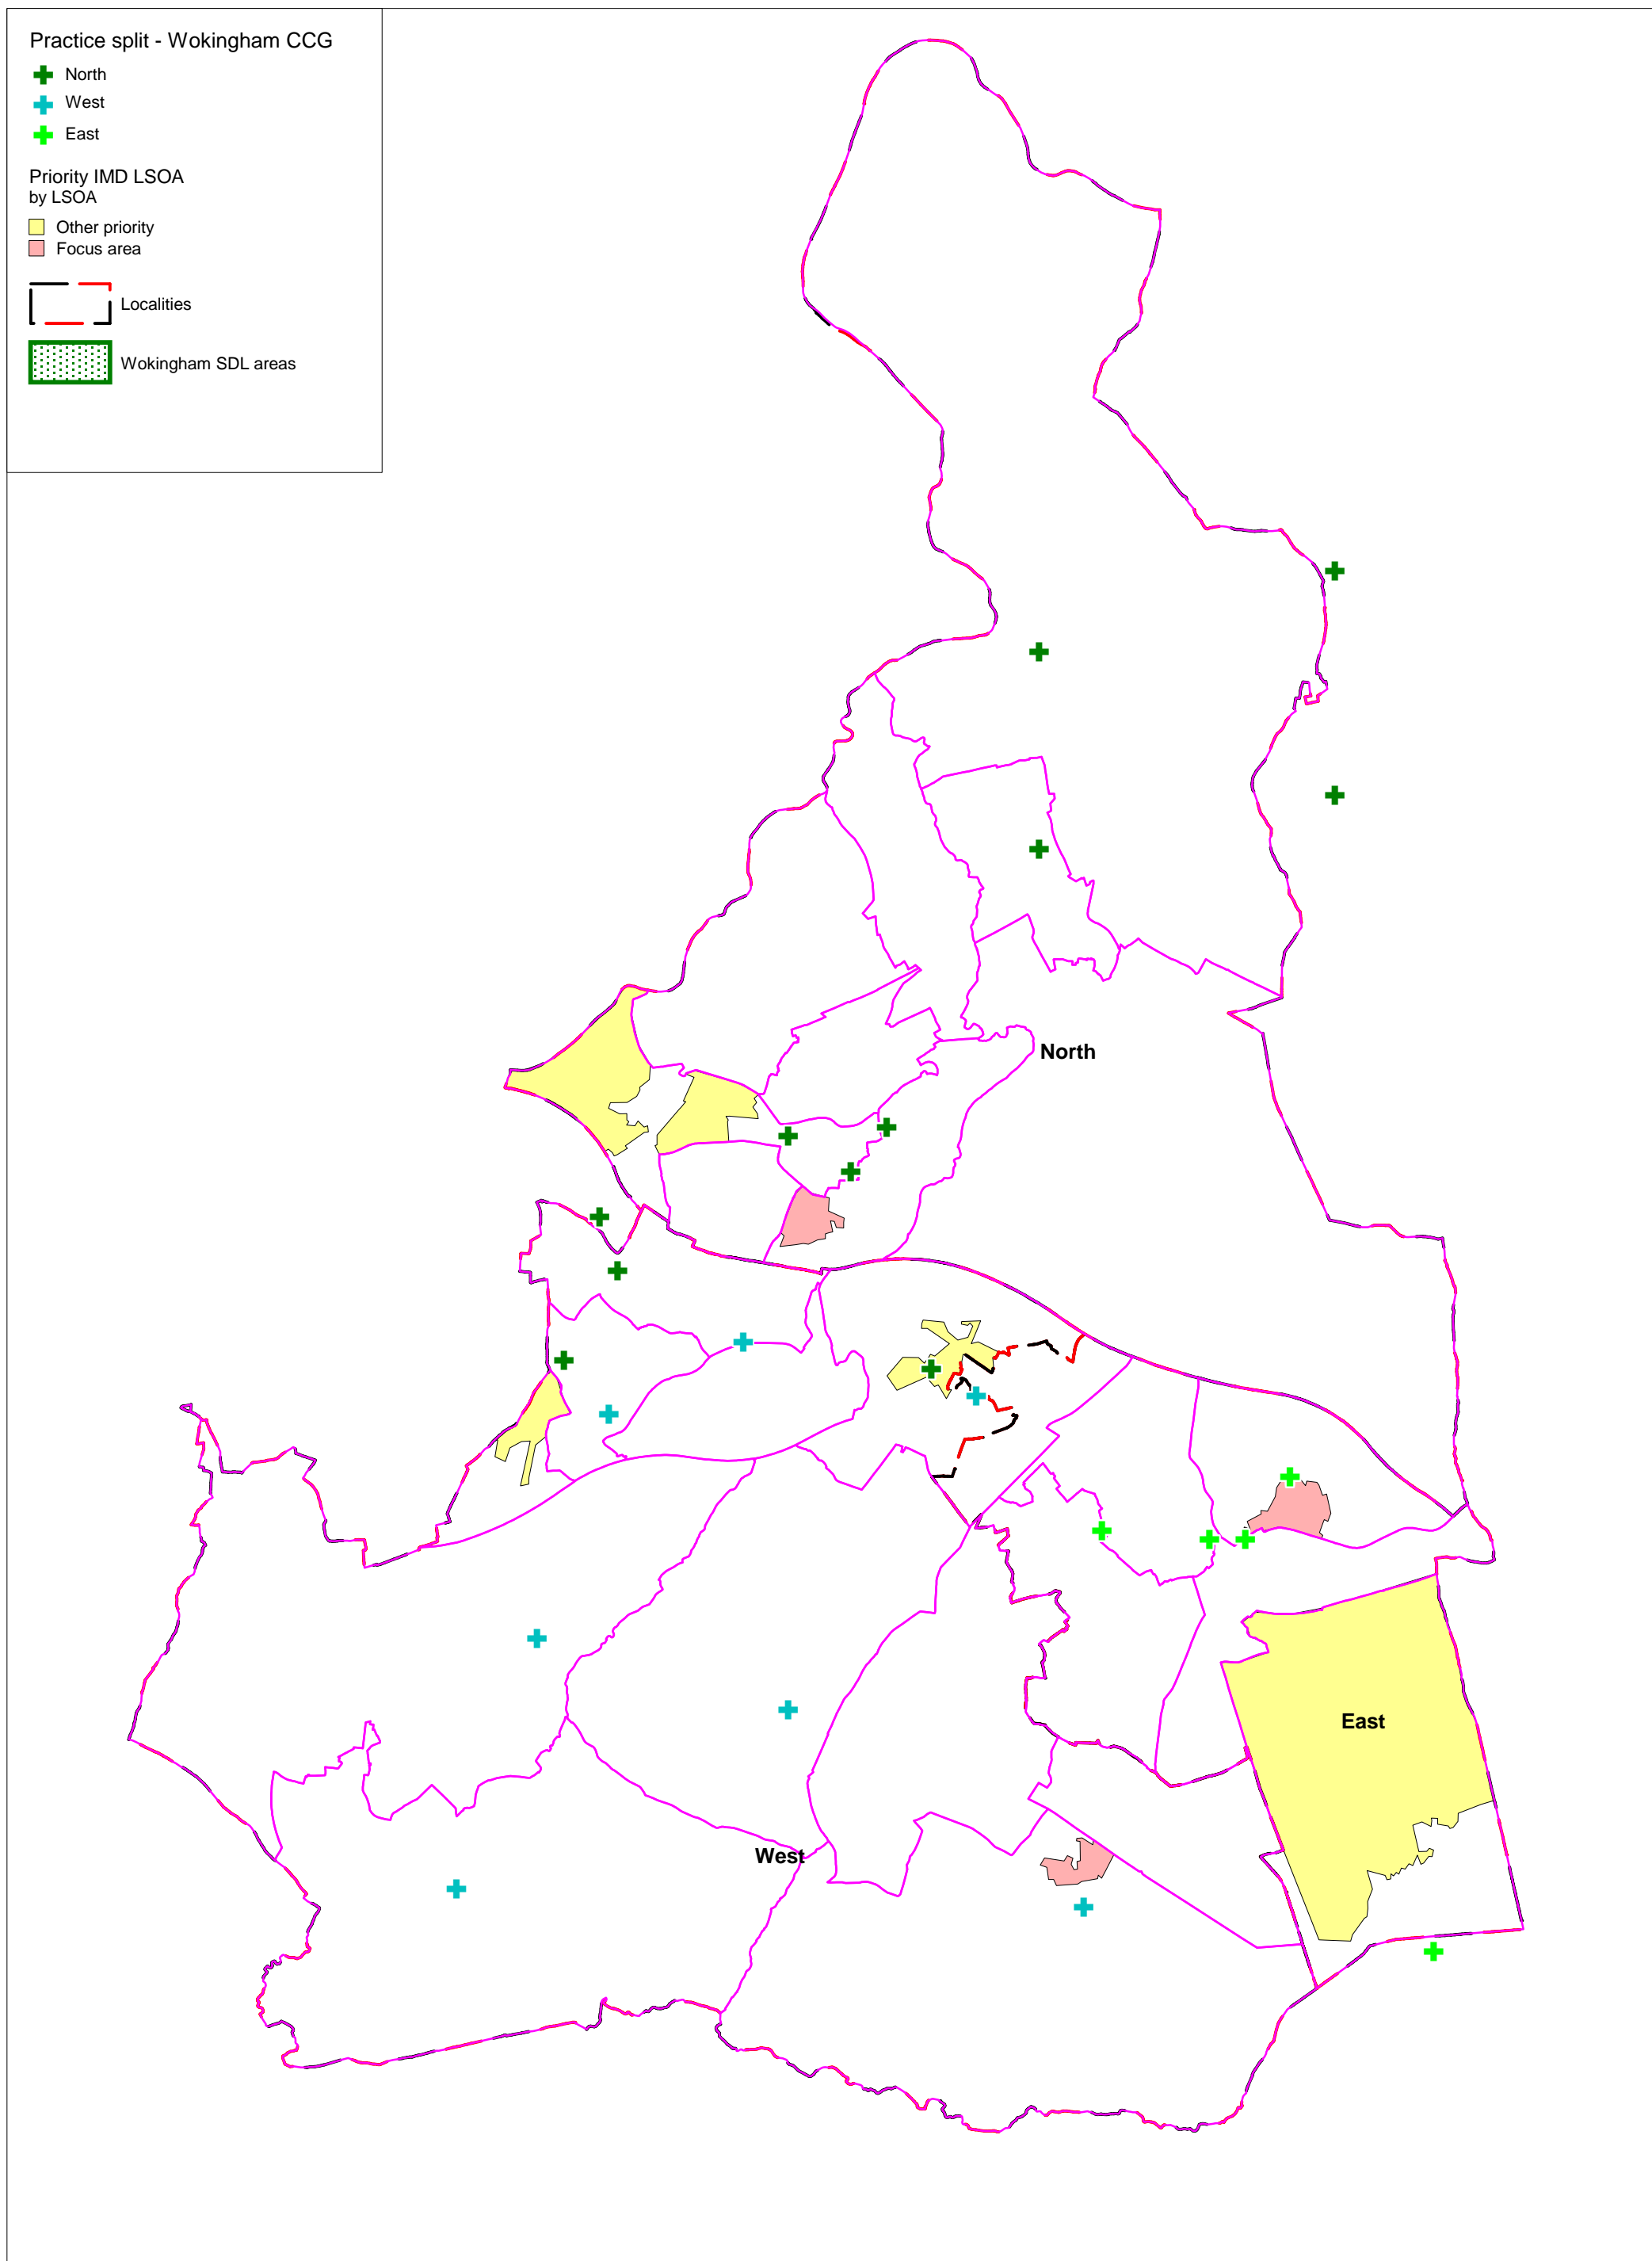 Practice split - Wokingham CCG
North
West
East
Priority IMD LSOA
by LSOA
Other priority
Focus area
Localities
Wokingham SDL areas
North
East
West